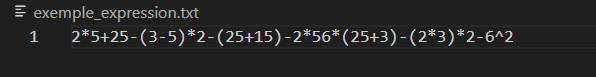 exemple_expression.txt
1 2*5+25-(3-5)*2-(25+15)-2*56*(25+3)-(2*3)*2-6^2